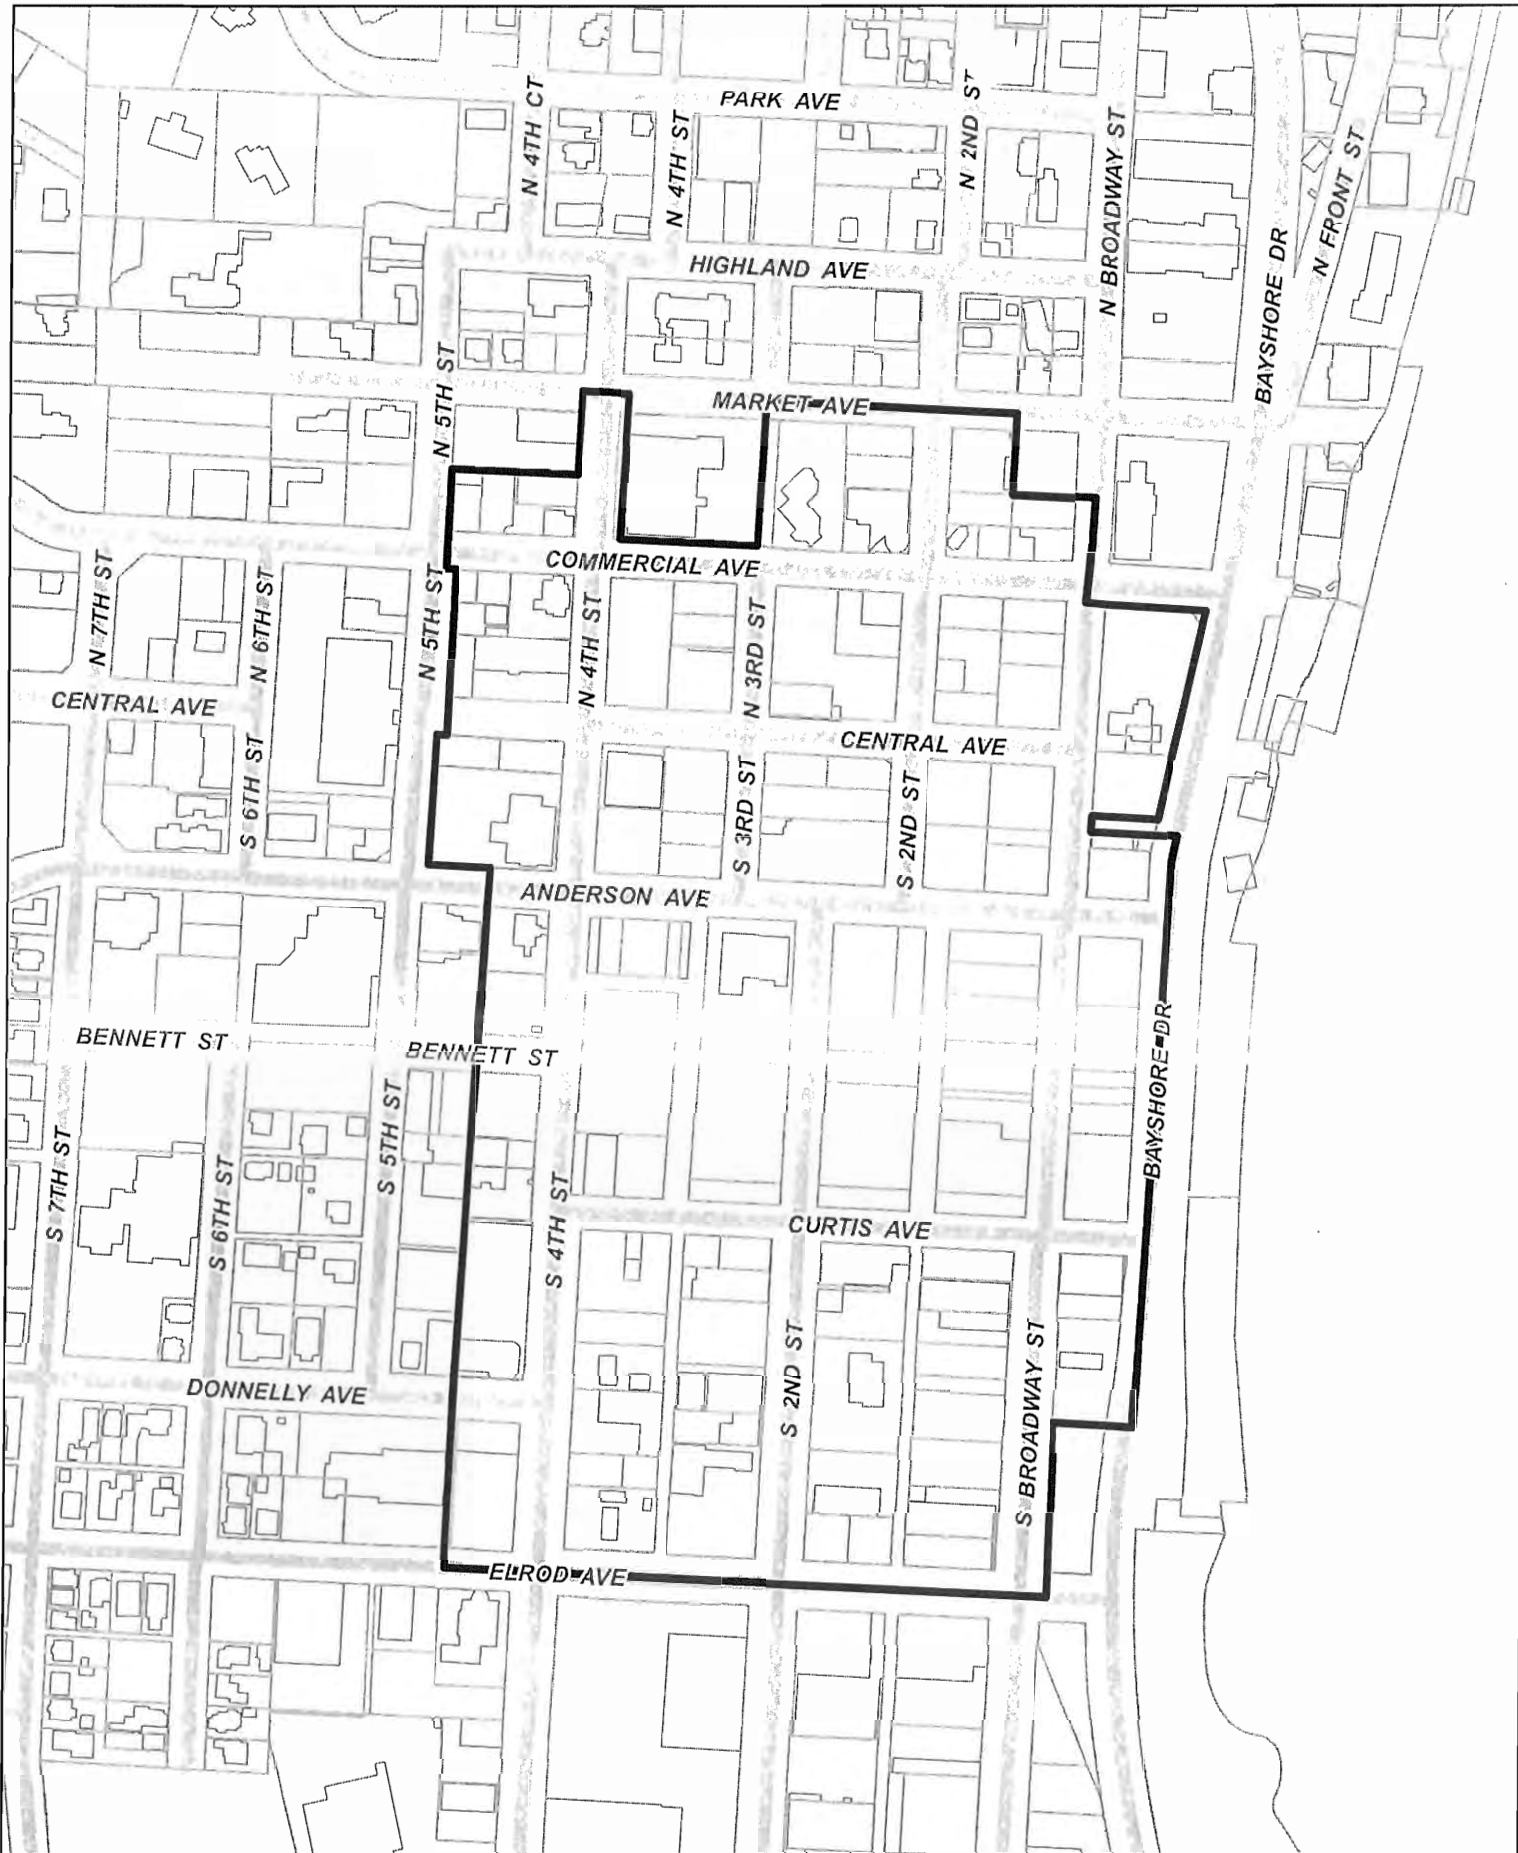 PARK AVE
N 4TH CT
N 4TH ST
N 2ND ST
N BROADWAY ST
N FRONT ST
BAYSHORE DR
HIGHLAND AVE
N 5TH ST
MARKET AVE
COMMERCIAL AVE
N 7TH ST
N 6TH ST
N 5TH ST
N 4TH ST
N 3RD ST
CENTRAL AVE
CENTRAL AVE
S 6TH ST
S 3RD ST
S 2ND ST
ANDERSON AVE
BENNETT ST
BENNETT ST
BAYSHORE DR
S 7TH ST
S 6TH ST
S 5TH ST
S 4TH ST
CURTIS AVE
S 2ND ST
S BROADWAY ST
DONNELLY AVE
ELROD AVE